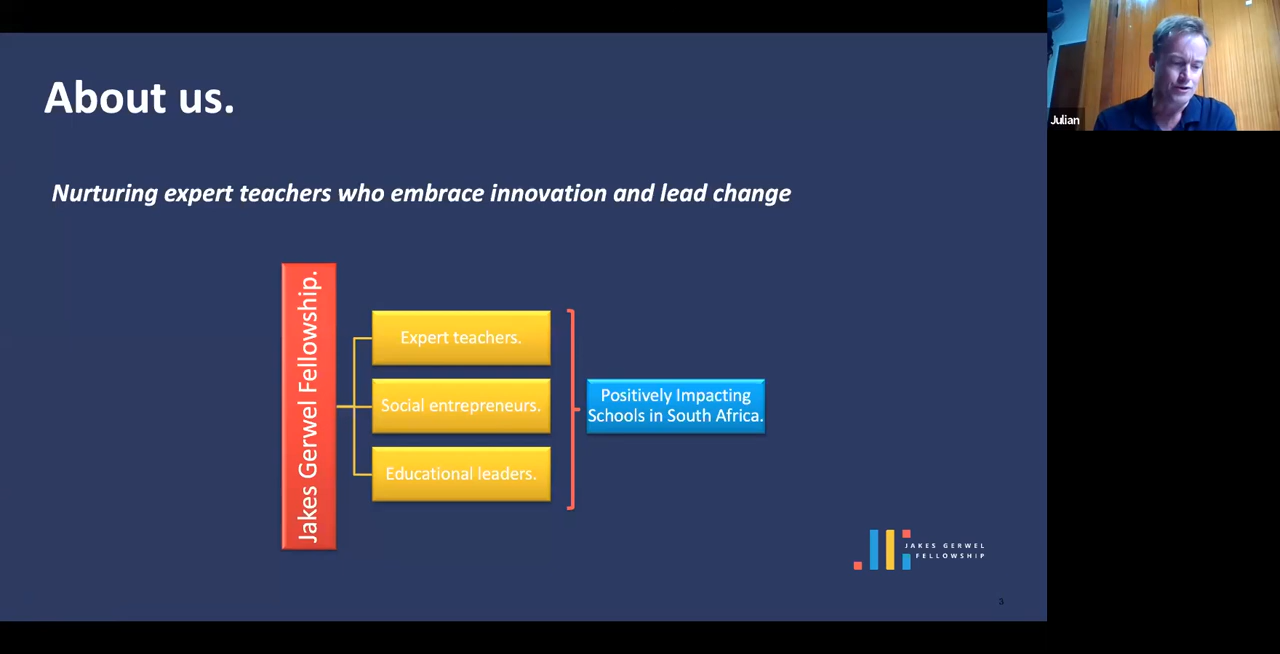 About us.
Nurturing expert teachers who embrace innovation and lead change
Jakes Gerwel Fellowship.
Expert teachers.
Social entrepreneurs.
Educational leaders.
Positively Impacting
Schools in South Africa.
JAKES GERWEL
FELLOWSHIP
3
Julian